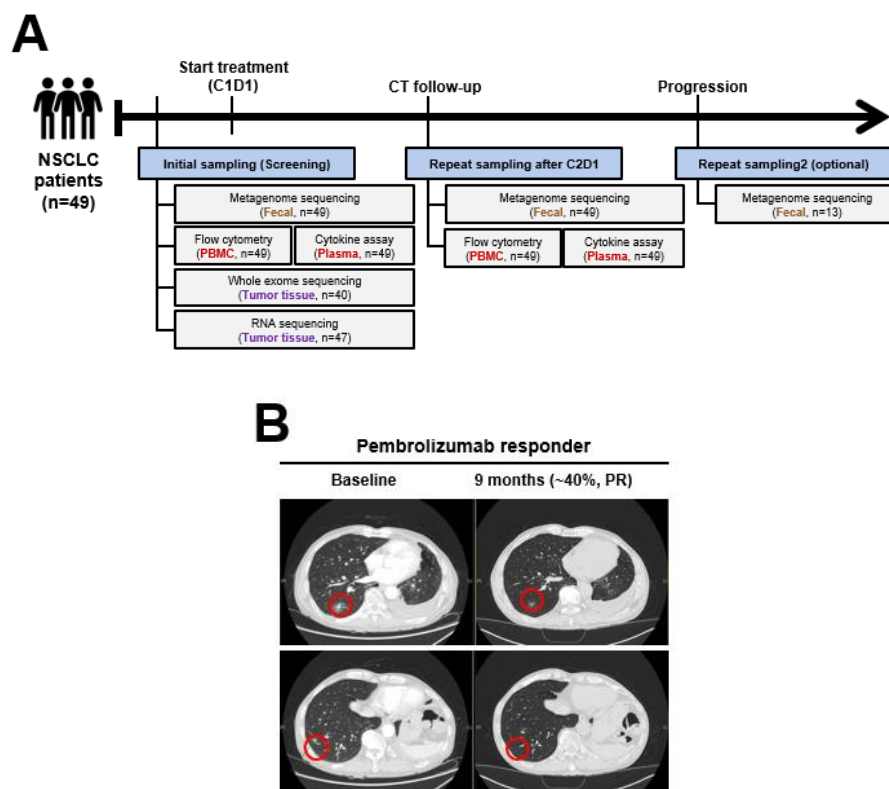 A
Start treatment
(C1D1)
CT follow-up
Progression
NSCLC
patients
(n=49)
Initial sampling (Screening)
Repeat sampling after C2D1
Repeat sampling2 (optional)
Metagenome sequencing
(Fecal, n=49)
Metagenome sequencing
(Fecal, n=49)
Metagenome sequencing
(Fecal, n=13)
Flow cytometry
(PBMC, n=49)
Cytokine assay
(Plasma, n=49)
Flow cytometry
(PBMC, n=49)
Cytokine assay
(Plasma, n=49)
Whole exome sequencing
(Tumor tissue, n=40)
RNA sequencing
(Tumor tissue, n=47)
B
Pembrolizumab responder
Baseline
9 months (~40%, PR)